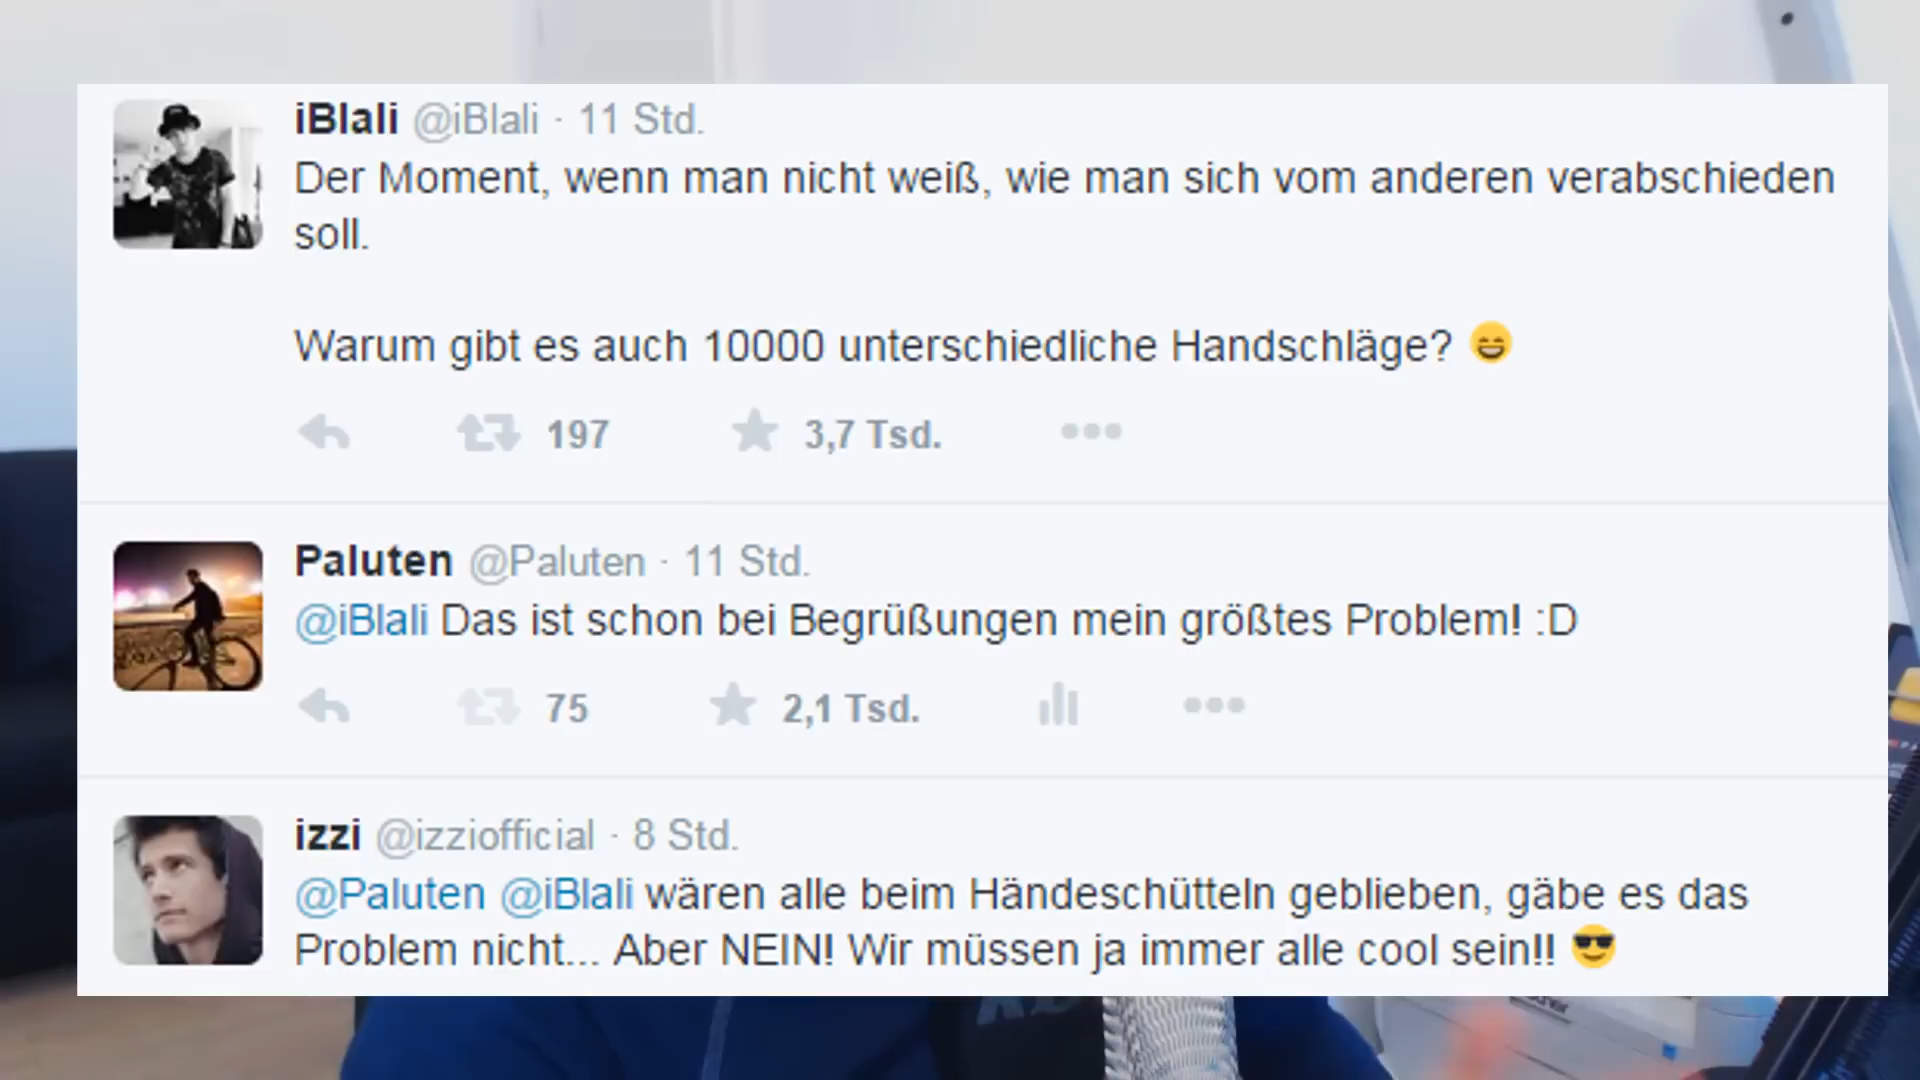 iBlali @iBlali · 11 Std.
Der Moment, wenn man nicht weiß, wie man sich vom anderen verabschieden
soll.
Warum gibt es auch 10000 unterschiedliche Handschläge? 😄
197 3,7 Tsd.
Paluten @Paluten · 11 Std.
@iBlali Das ist schon bei Begrüßungen mein größtes Problem! :D
75 2,1 Tsd.
izzi @izziofficial · 8 Std.
@Paluten @iBlali wären alle beim Händeschütteln geblieben, gäbe es das
Problem nicht... Aber NEIN! Wir müssen ja immer alle cool sein!! 😎